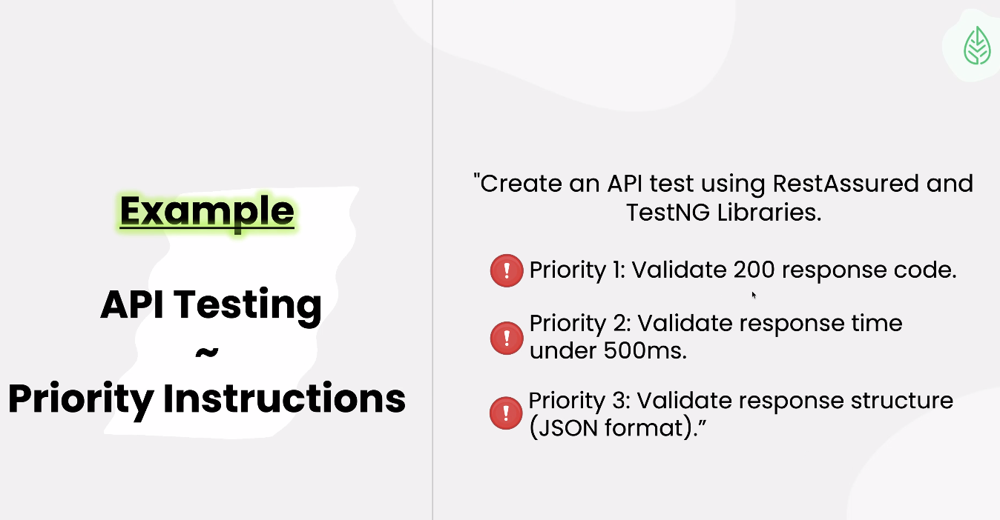 Example
API Testing
~
Priority Instructions
"Create an API test using RestAssured and
TestNG Libraries.
Priority 1: Validate 200 response code.
Priority 2: Validate response time
under 500ms.
Priority 3: Validate response structure
(JSON format).”